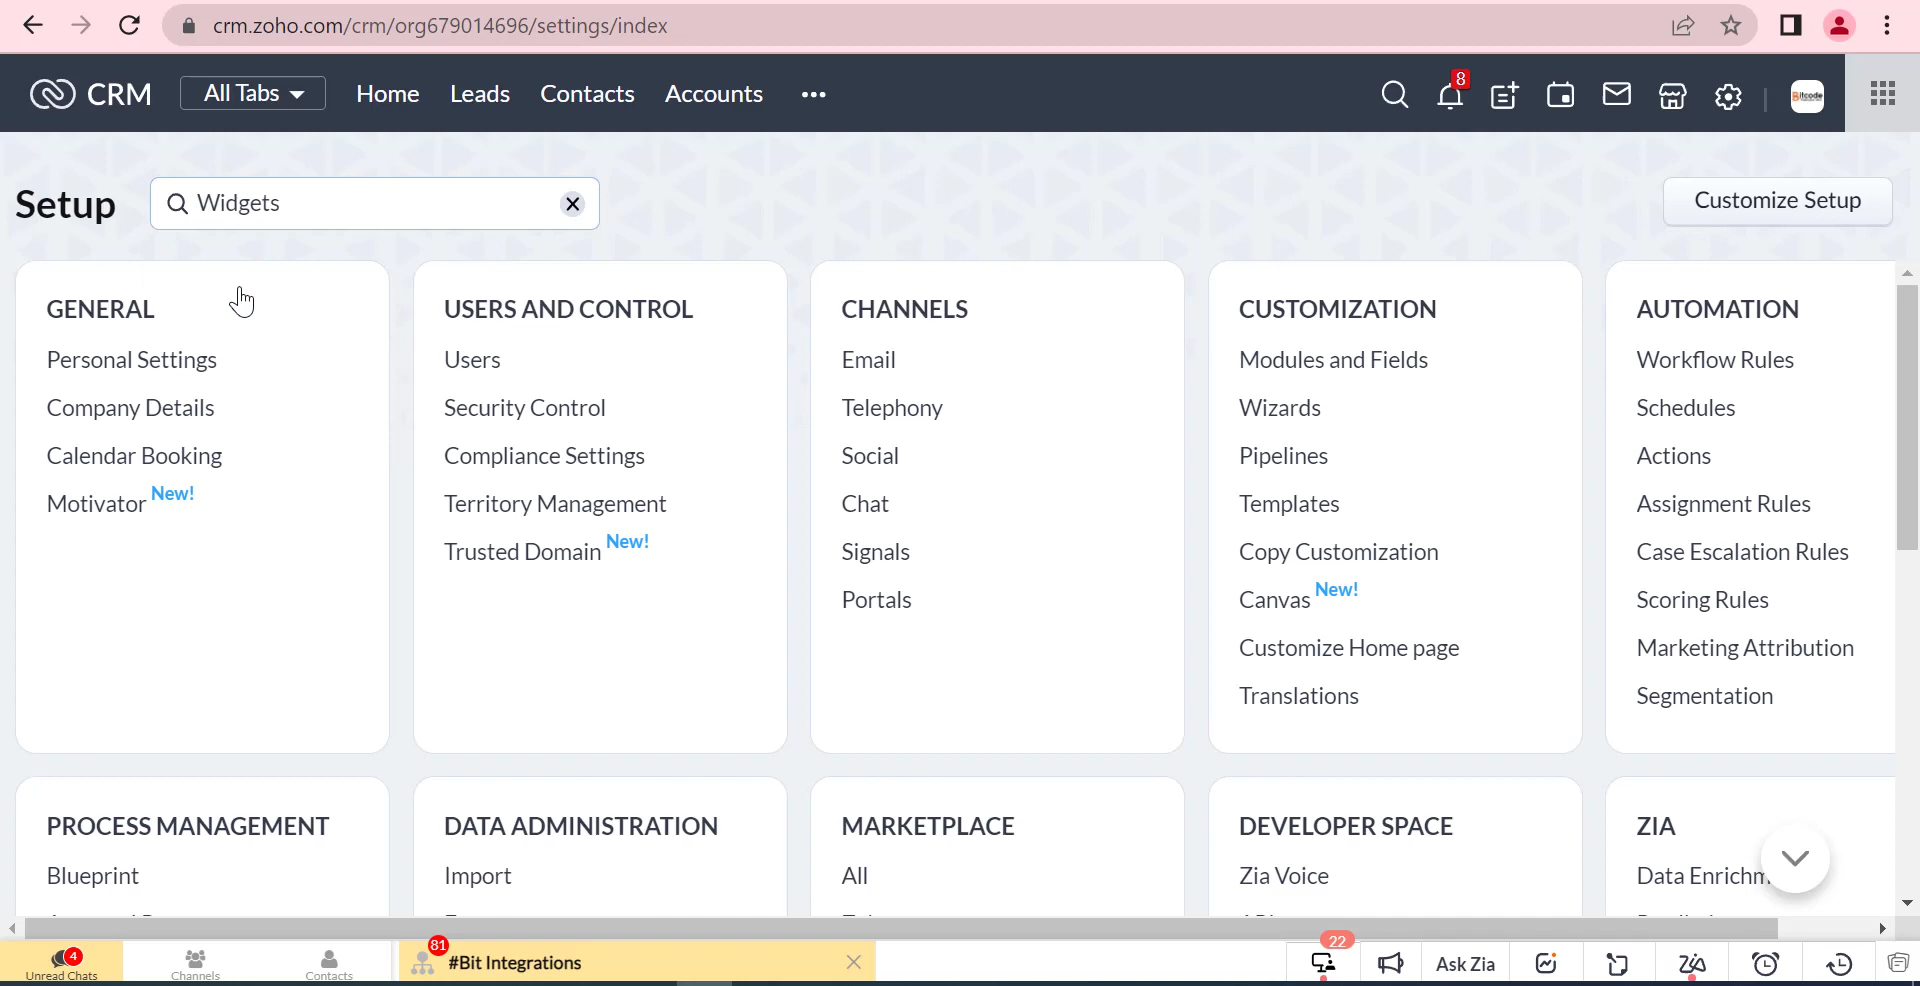 crm.zoho.com/crm/org679014696/settings/index
CRM
All Tabs
Home
Leads
Contacts
Accounts
8
Bitcode
Setup
Widgets
Customize Setup
GENERAL
Personal Settings
Company Details
Calendar Booking
Motivator New!
USERS AND CONTROL
Users
Security Control
Compliance Settings
Territory Management
Trusted Domain New!
CHANNELS
Email
Telephony
Social
Chat
Signals
Portals
CUSTOMIZATION
Modules and Fields
Wizards
Pipelines
Templates
Copy Customization
Canvas New!
Customize Home page
Translations
AUTOMATION
Workflow Rules
Schedules
Actions
Assignment Rules
Case Escalation Rules
Scoring Rules
Marketing Attribution
Segmentation
PROCESS MANAGEMENT
Blueprint
DATA ADMINISTRATION
Import
MARKETPLACE
All
DEVELOPER SPACE
Zia Voice
ZIA
Data
4
Unread Chats
Channels
Contacts
81
#Bit Integrations
22
Ask Zia